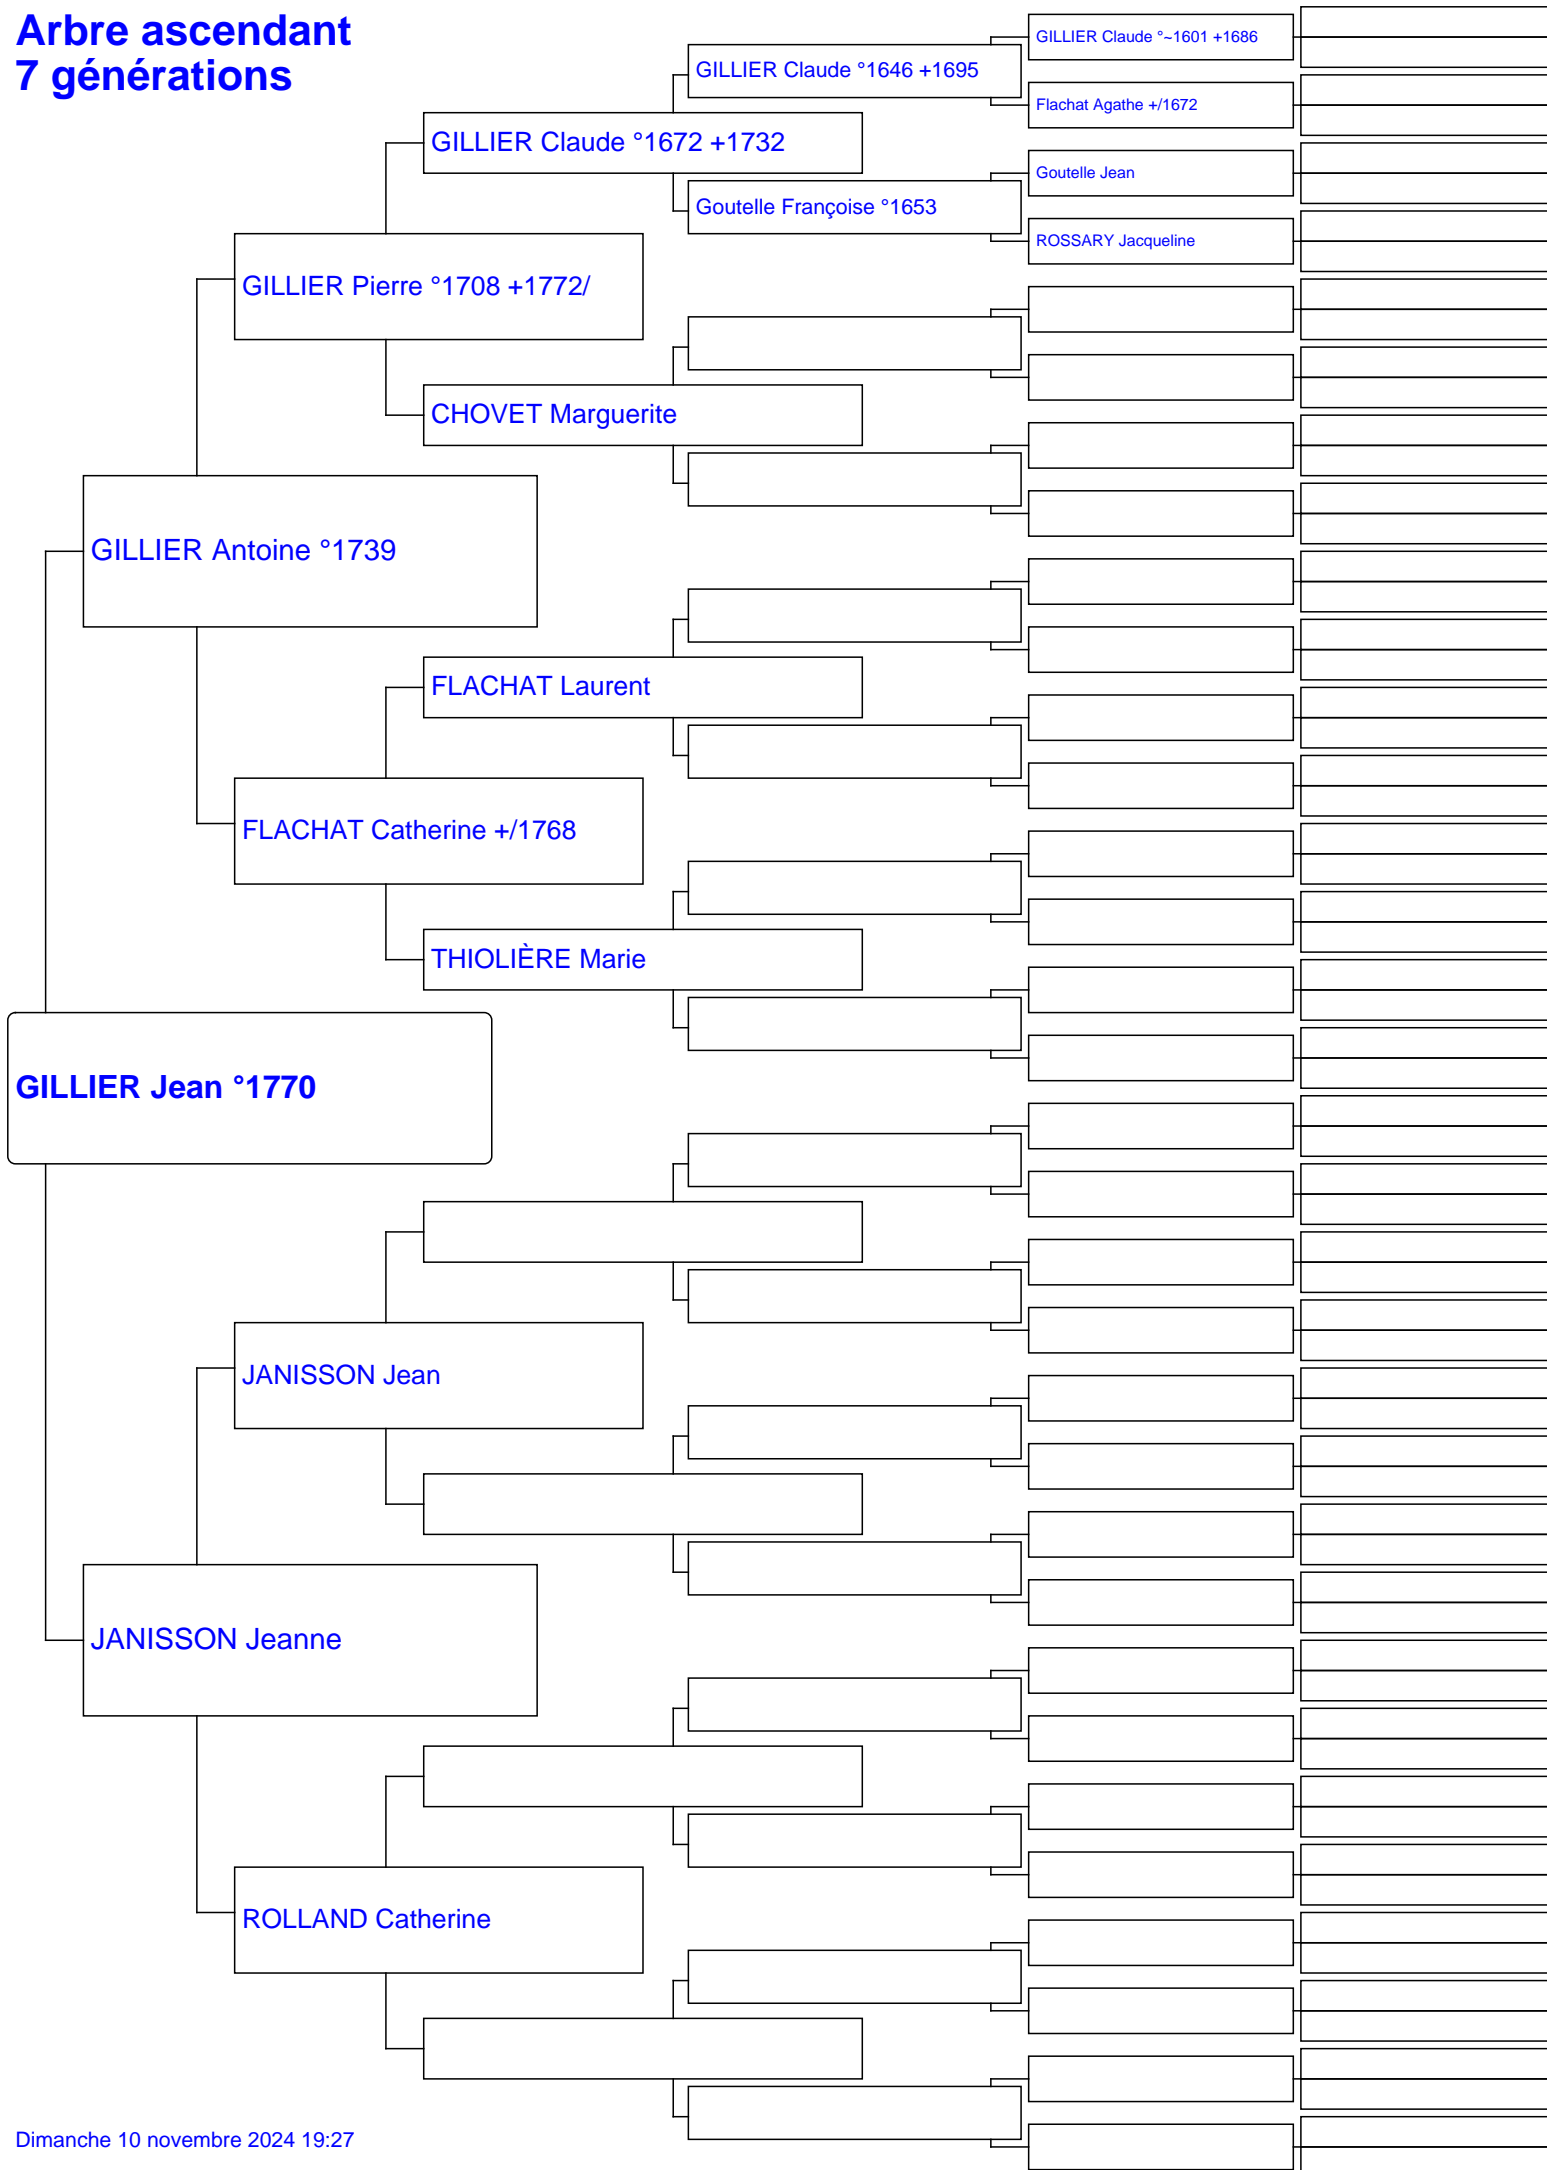 Arbre ascendant
7 générations
GILLIER Claude °~1601 +1686
GILLIER Claude °1646 +1695
Flachat Agathe +/1672
GILLIER Claude °1672 +1732
Goutelle Jean
Goutelle Françoise °1653
ROSSARY Jacqueline
GILLIER Pierre °1708 +1772/
CHOVET Marguerite
GILLIER Antoine °1739
FLACHAT Laurent
FLACHAT Catherine +/1768
THIOLIÈRE Marie
GILLIER Jean °1770
JANISSON Jean
JANISSON Jeanne
ROLLAND Catherine
Dimanche 10 novembre 2024 19:27